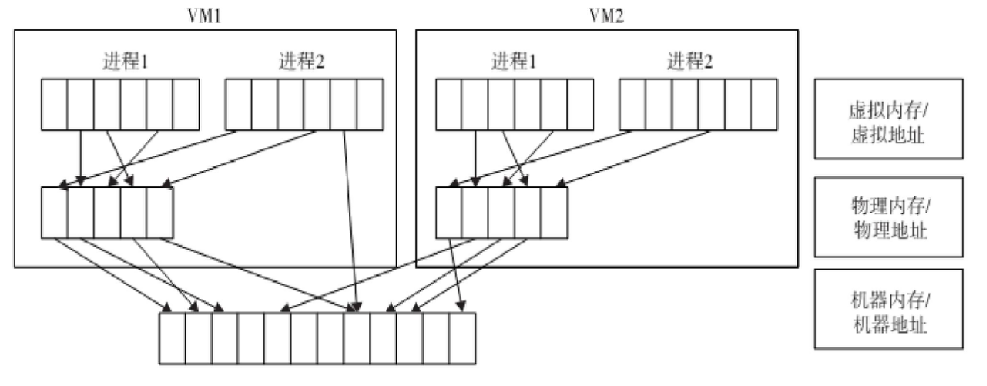 VM1
VM2
进程1
进程2
进程1
进程2
虚拟内存/
虚拟地址
物理内存/
物理地址
机器内存/
机器地址